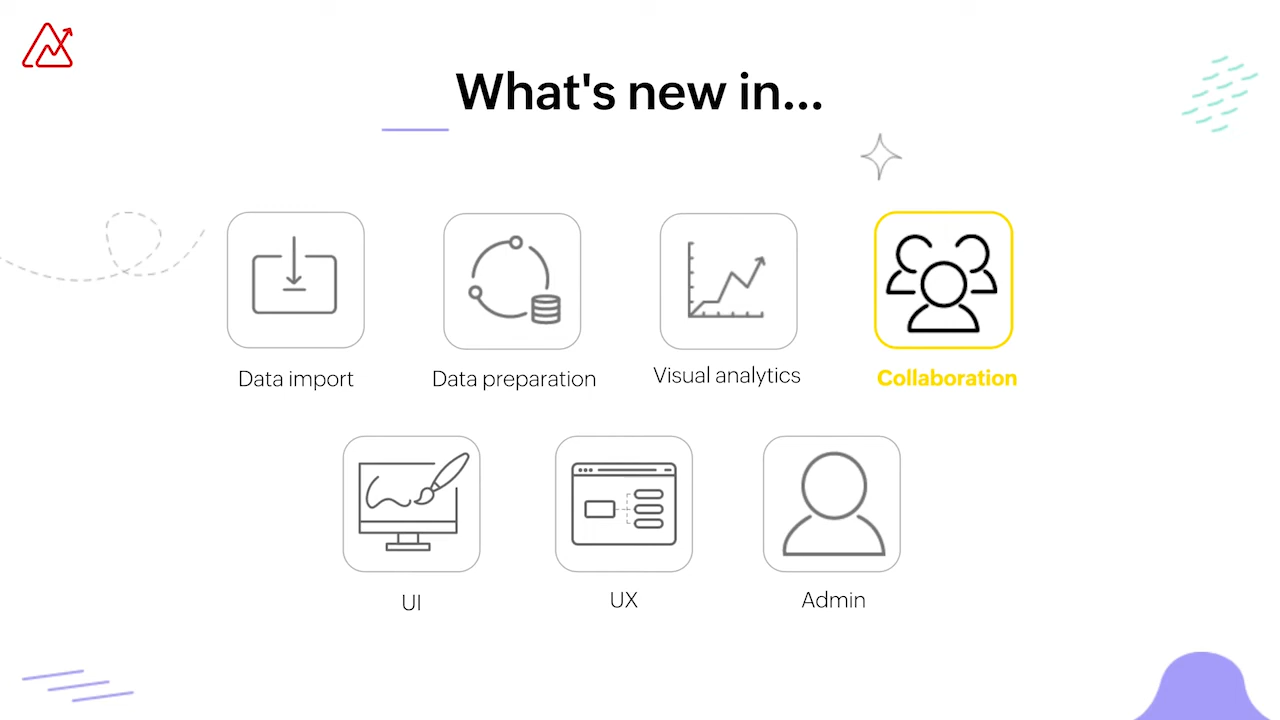 What's new in...
Data import
Data preparation
Visual analytics
Collaboration
UI
UX
Admin